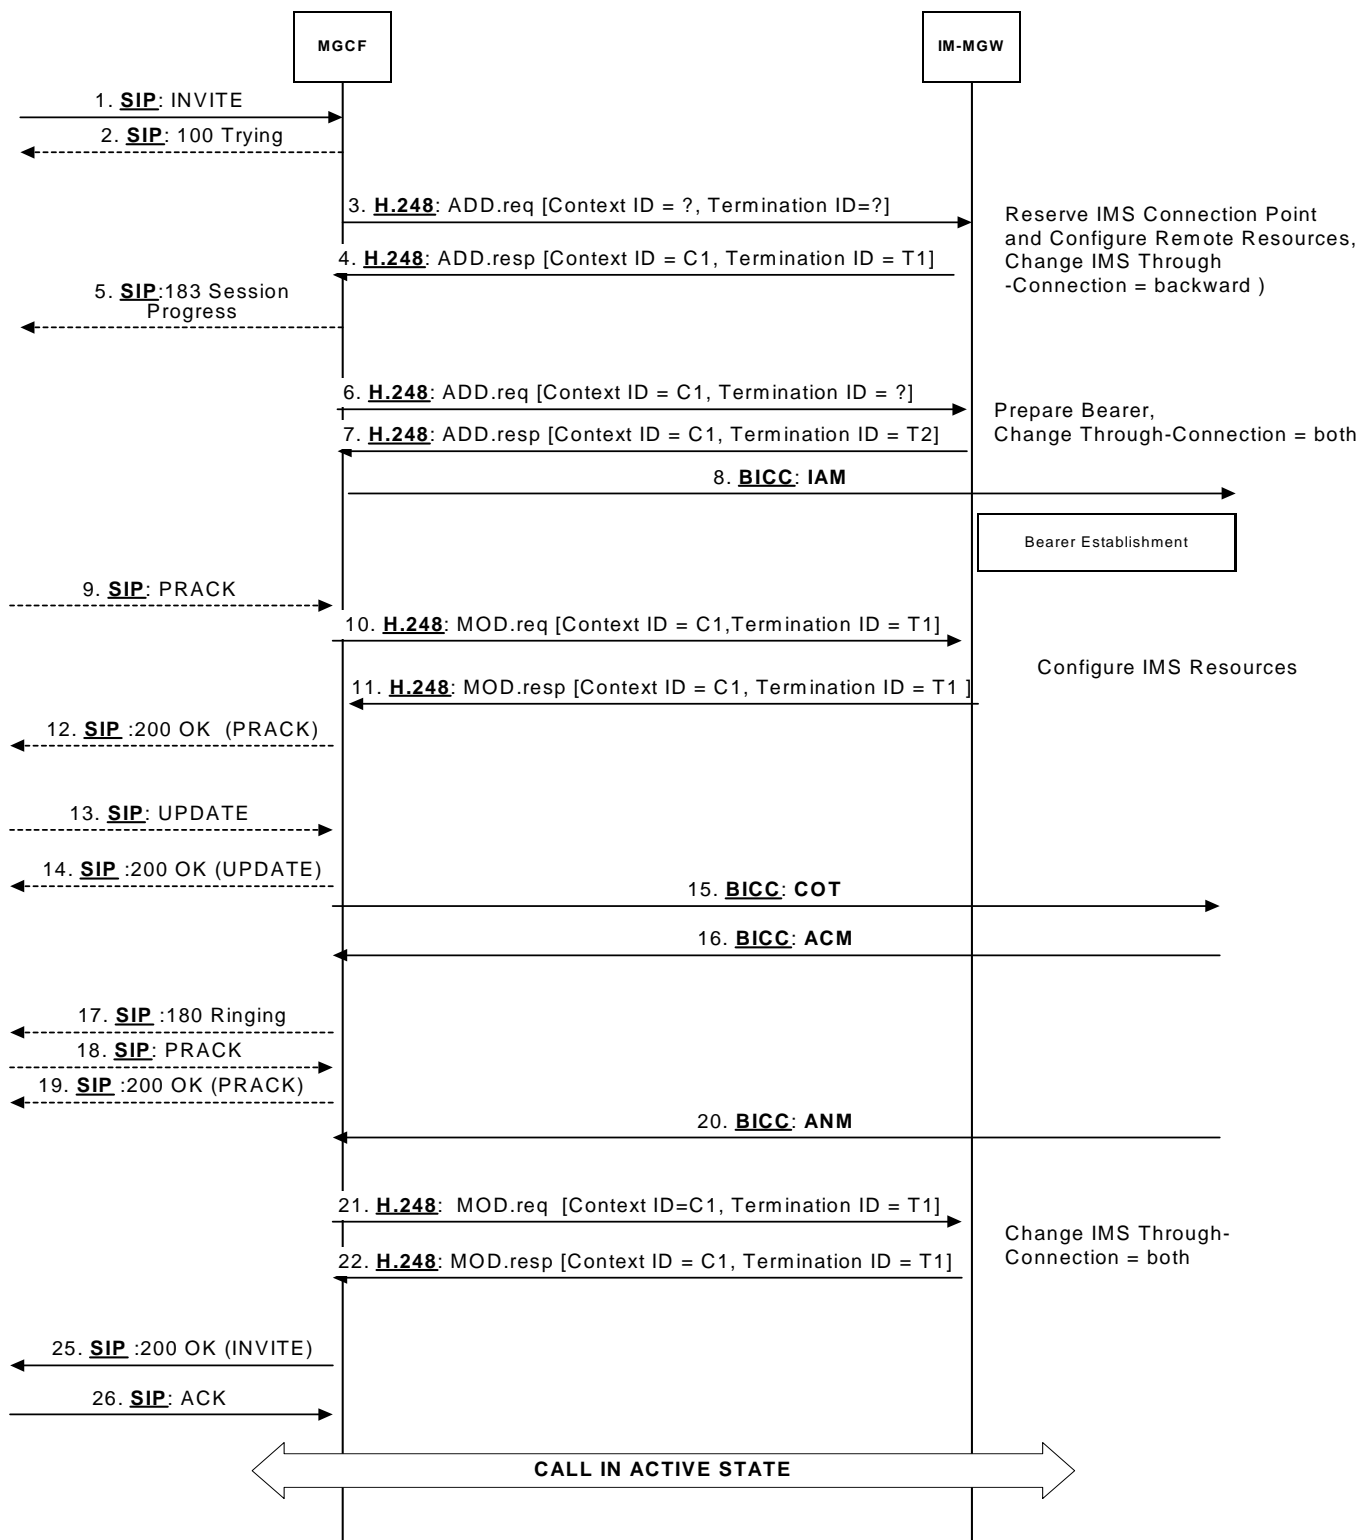 MGCF
IM-MGW
1. SIP: INVITE
2. SIP: 100 Trying
3. H.248: ADD.req [Context ID = ?, Termination ID=?]
Reserve IMS Connection Point
and Configure Remote Resources,
Change IMS Through
-Connection = backward )
4. H.248: ADD.resp [Context ID = C1, Termination ID = T1]
5. SIP:183 Session
Progress
6. H.248: ADD.req [Context ID = C1, Termination ID = ?]
Prepare Bearer,
Change Through-Connection = both
7. H.248: ADD.resp [Context ID = C1, Termination ID = T2]
8. BICC: IAM
Bearer Establishment
9. SIP: PRACK
10. H.248: MOD.req [Context ID = C1,Termination ID = T1]
Configure IMS Resources
11. H.248: MOD.resp [Context ID = C1, Termination ID = T1 ]
12. SIP :200 OK (PRACK)
13. SIP: UPDATE
14. SIP :200 OK (UPDATE)
15. BICC: COT
16. BICC: ACM
17. SIP :180 Ringing
18. SIP: PRACK
19. SIP :200 OK (PRACK)
20. BICC: ANM
21. H.248: MOD.req [Context ID=C1, Termination ID = T1]
Change IMS Through-
Connection = both
22. H.248: MOD.resp [Context ID = C1, Termination ID = T1]
25. SIP :200 OK (INVITE)
26. SIP: ACK
CALL IN ACTIVE STATE